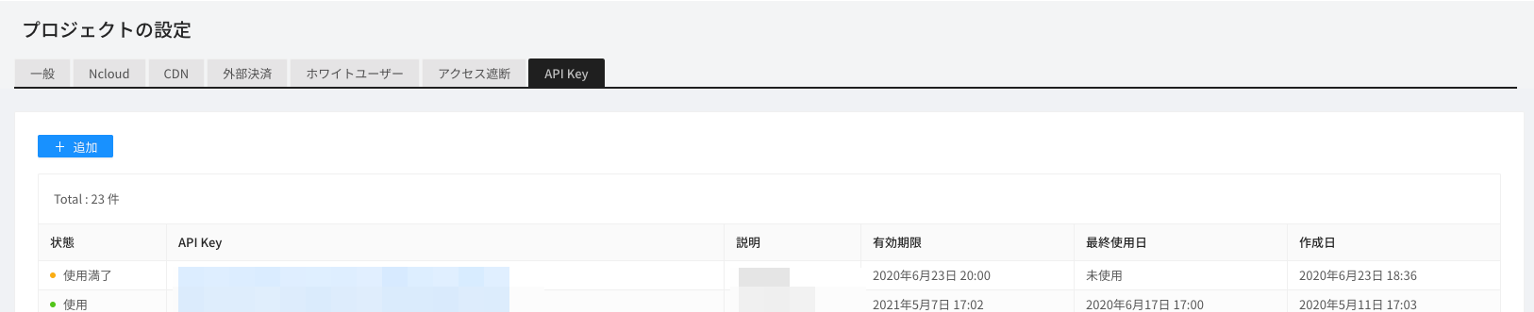 プロジェクトの設定
一般 Ncloud CDN 外部決済 ホワイトユーザー アクセス遮断 API Key
＋ 追加
Total : 23 件
状態 API Key 説明 有効期限 最終使用日 作成日
使用満了 2020年6月23日 20:00 未使用 2020年6月23日 18:36
使用 2021年5月7日 17:02 2020年6月17日 17:00 2020年5月11日 17:03